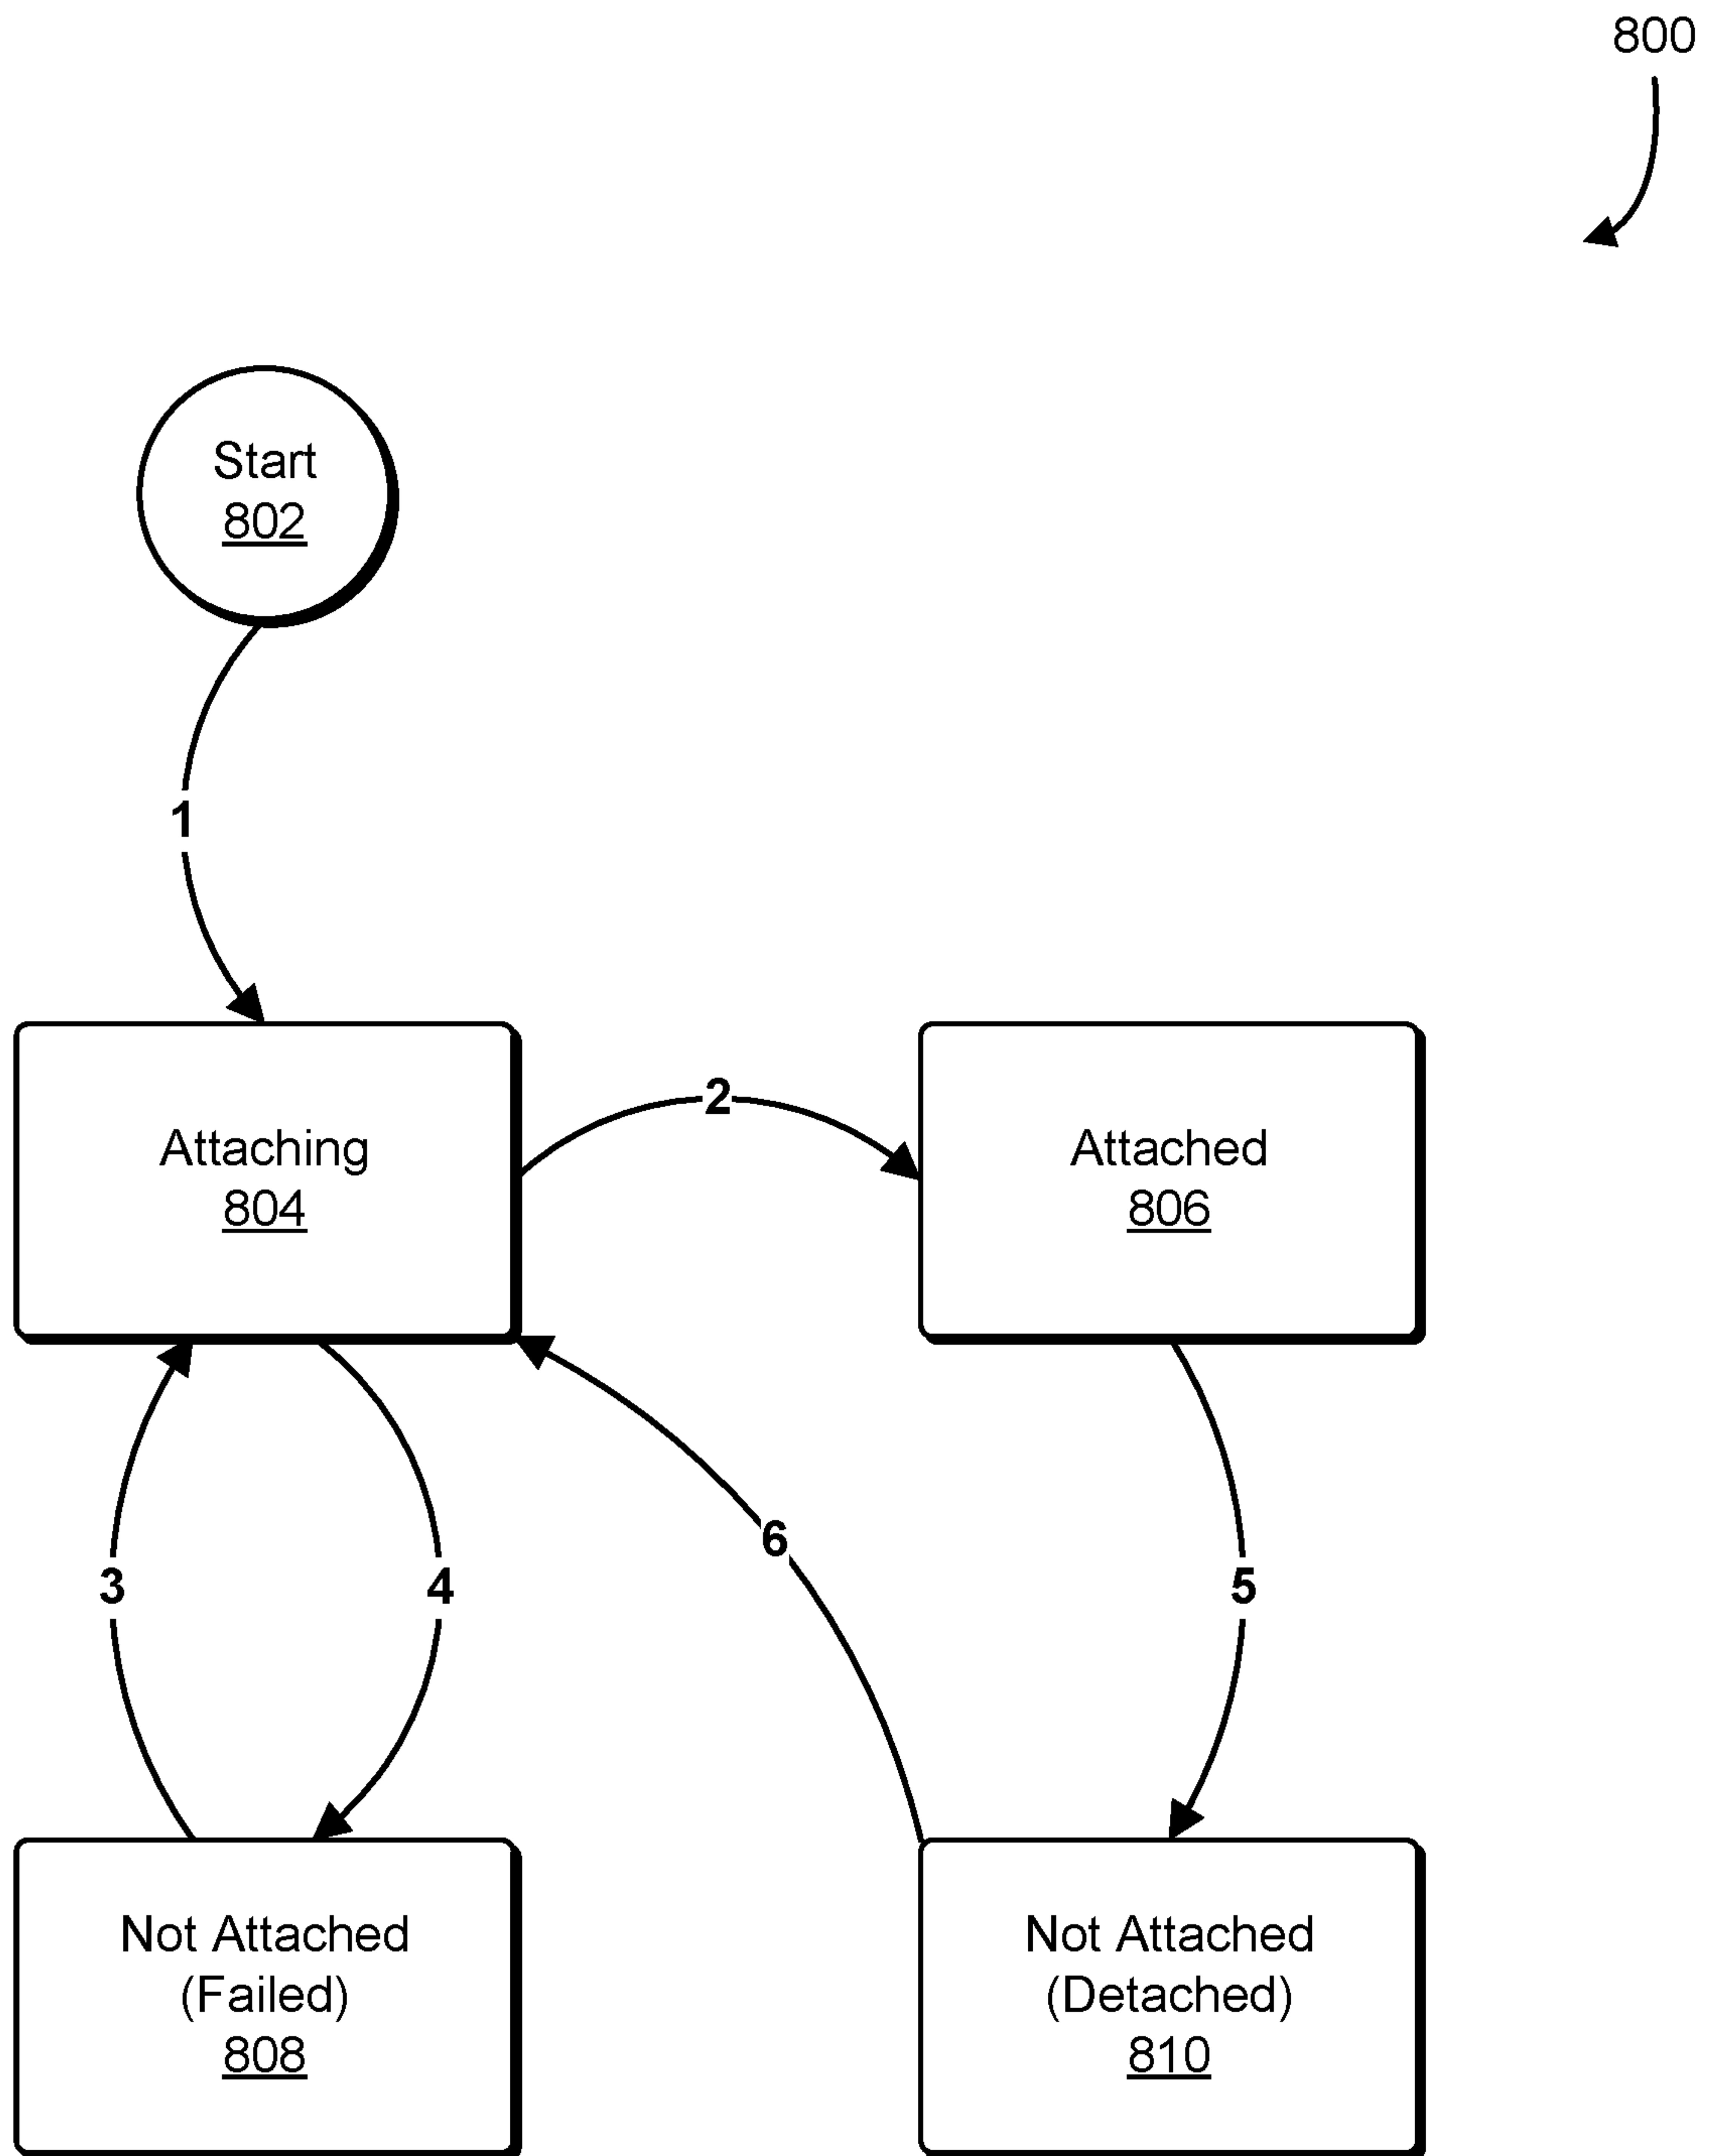 800
Start
802
1
Attaching
804
2
Attached
806
3
4
6
5
Not Attached
(Failed)
808
Not Attached
(Detached)
810